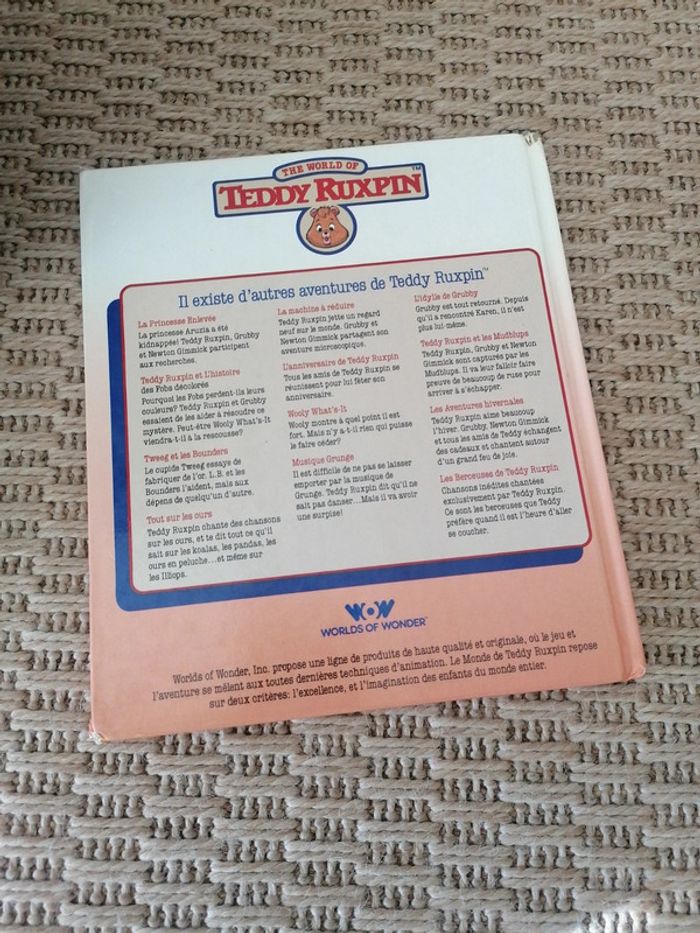 THE WORLD OF
TEDDY RUXPIN™
Il existe d'autres aventures de Teddy Ruxpin™
La Princesse Enlevée
La princesse Aruzia a été
kidnappée! Teddy Ruxpin, Grubby
et Newton Gimmick participent
aux recherches.
Teddy Ruxpin et L'histoire
des Fobs décolorés
Pourquoi les Fobs perdent-ils leurs
couleurs? Teddy Ruxpin et Grubby
essaient de les aider à résoudre ce
mystère. Peut-être Wooly What's-It
viendra-t-il à la rescousse?
Tweeg et les Bounders
Le cupide Tweeg essaye de
fabriquer de l'or. L.B. et les
Bounders l'aident, mais aux
dépens de quelqu'un d'autre.
Tout sur les ours
Teddy Ruxpin chante des chansons
sur les ours, et te dit tout ce qu'il
sait sur les koalas, les pandas, les
ours en peluche...et même sur
les Illiops.
La machine à réduire
Teddy Ruxpin jette un regard
neuf sur le monde. Grubby et
Newton Gimmick partagent son
aventure microscopique.
L'anniversaire de Teddy Ruxpin
Tous les amis de Teddy Ruxpin se
réunissent pour lui fêter son
anniversaire.
Wooly What's-It
Wooly montre à quel point il est
fort. Mais n'y a-t-il rien qui puisse
le faire céder?
Musique Grunge
Il est difficile de ne pas se laisser
emporter par la musique de
Grunge. Teddy Ruxpin dit qu'il ne
sait pas danser...Mais il va avoir
une surprise!
L'idylle de Grubby
Grubby est tout retourné. Depuis
qu'il a rencontré Karen, il n'est
plus lui-même.
Teddy Ruxpin et les Mudblups
Teddy Ruxpin, Grubby et Newton
Gimmick sont capturés par les
Mudblups. Il va leur falloir faire
preuve de beaucoup de ruse pour
arriver à s'échapper.
Les Aventures hivernales
Teddy Ruxpin aime beaucoup
l'hiver. Grubby, Newton Gimmick
et tous les amis de Teddy échangent
des cadeaux et chantent autour
d'un grand feu de joie.
Les Berceuses de Teddy Ruxpin
Chansons inédites chantées
exclusivement par Teddy Ruxpin.
Ce sont les berceuses que Teddy
préfère quand il est l'heure d'aller
se coucher.
WOW
WORLDS OF WONDER™
Worlds of Wonder, Inc. propose une ligne de produits de haute qualité et originale, où le jeu et
l'aventure se mêlent aux toutes dernières techniques d'animation. Le Monde de Teddy Ruxpin repose
sur deux critères: l'excellence, et l'imagination des enfants du monde entier.